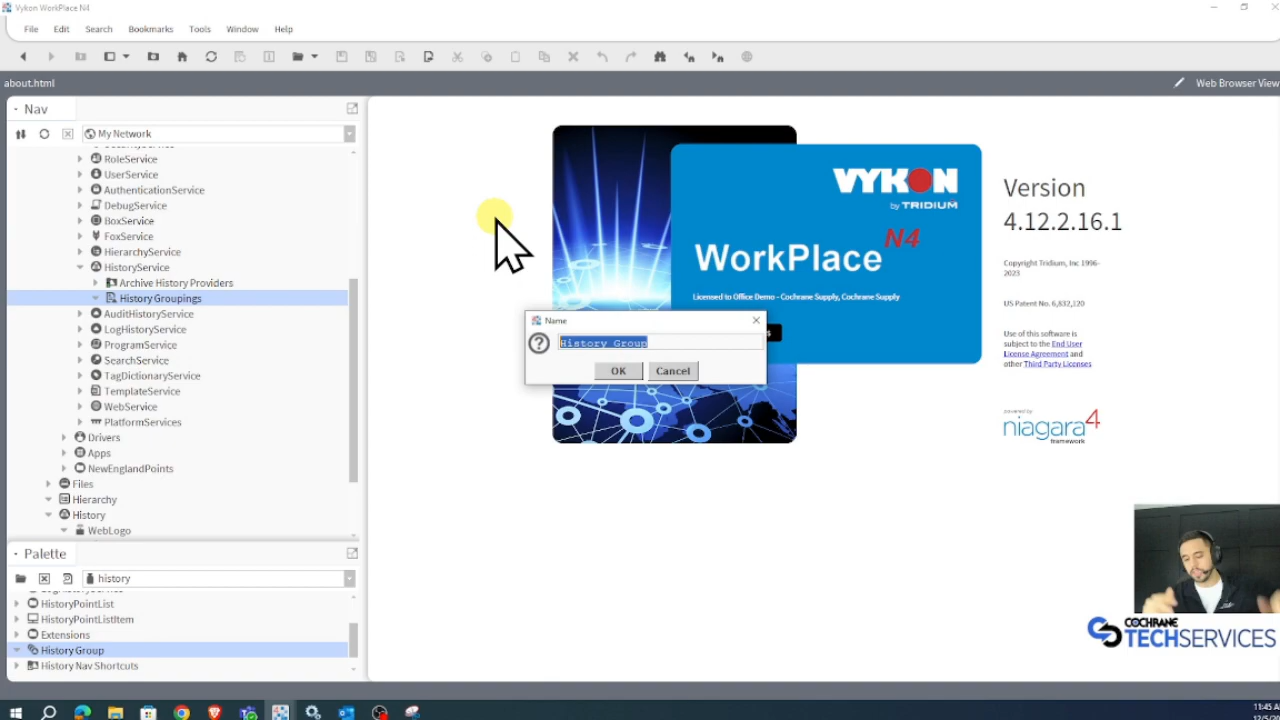 Vykon WorkPlace N4
File Edit Search Bookmarks Tools Window Help
about.html
Web Browser View
Nav
My Network
RoleService
UserService
AuthenticationService
DebugService
BoxService
FoxService
HierarchyService
HistoryService
Archive History Providers
History Groupings
AuditHistoryService
LogHistoryService
ProgramService
SearchService
TagDictionaryService
TemplateService
WebService
PlatformServices
Drivers
Apps
NewEnglandPoints
Files
Hierarchy
History
WebLogo
Palette
history
HistoryPointList
HistoryPointListItem
Extensions
History Group
History Nav Shortcuts
VYKON
by TRIDIUM
WorkPlace N4
Licensed to Office Demo - Cochrane Supply, Cochrane Supply
Name
History Group
OK Cancel
Version
4.12.2.16.1
Copyright Tridium, Inc 1996-
2023
US Patent No. 6,832,120
Use of this software is
subject to the End User
License Agreement and
other Third Party Licenses
powered by
niagara4
framework
COCHRANE
TECHSERVICES
11:45 A